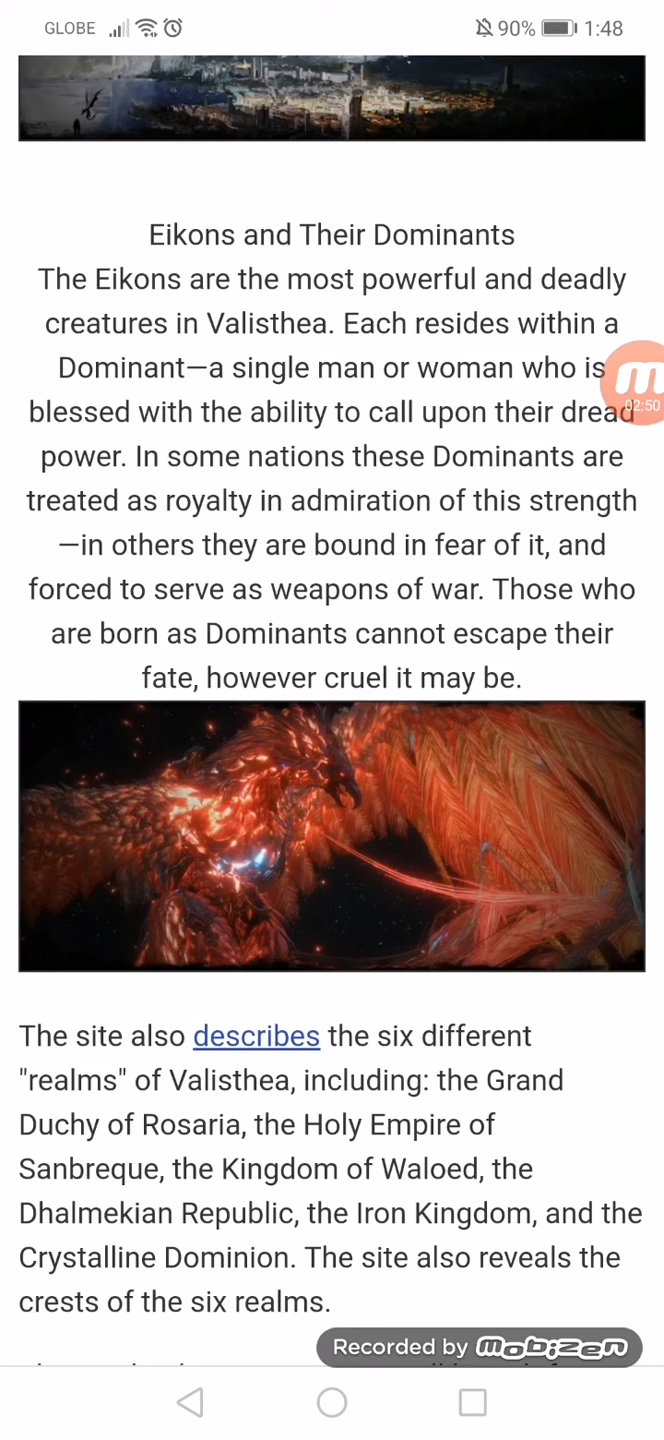 GLOBE 90% 1:48
Eikons and Their Dominants
The Eikons are the most powerful and deadly
creatures in Valisthea. Each resides within a
Dominant—a single man or woman who is
blessed with the ability to call upon their dread
02:50
power. In some nations these Dominants are
treated as royalty in admiration of this strength
—in others they are bound in fear of it, and
forced to serve as weapons of war. Those who
are born as Dominants cannot escape their
fate, however cruel it may be.
The site also describes the six different
"realms" of Valisthea, including: the Grand
Duchy of Rosaria, the Holy Empire of
Sanbreque, the Kingdom of Waloed, the
Dhalmekian Republic, the Iron Kingdom, and the
Crystalline Dominion. The site also reveals the
crests of the six realms.
Recorded by mobizen